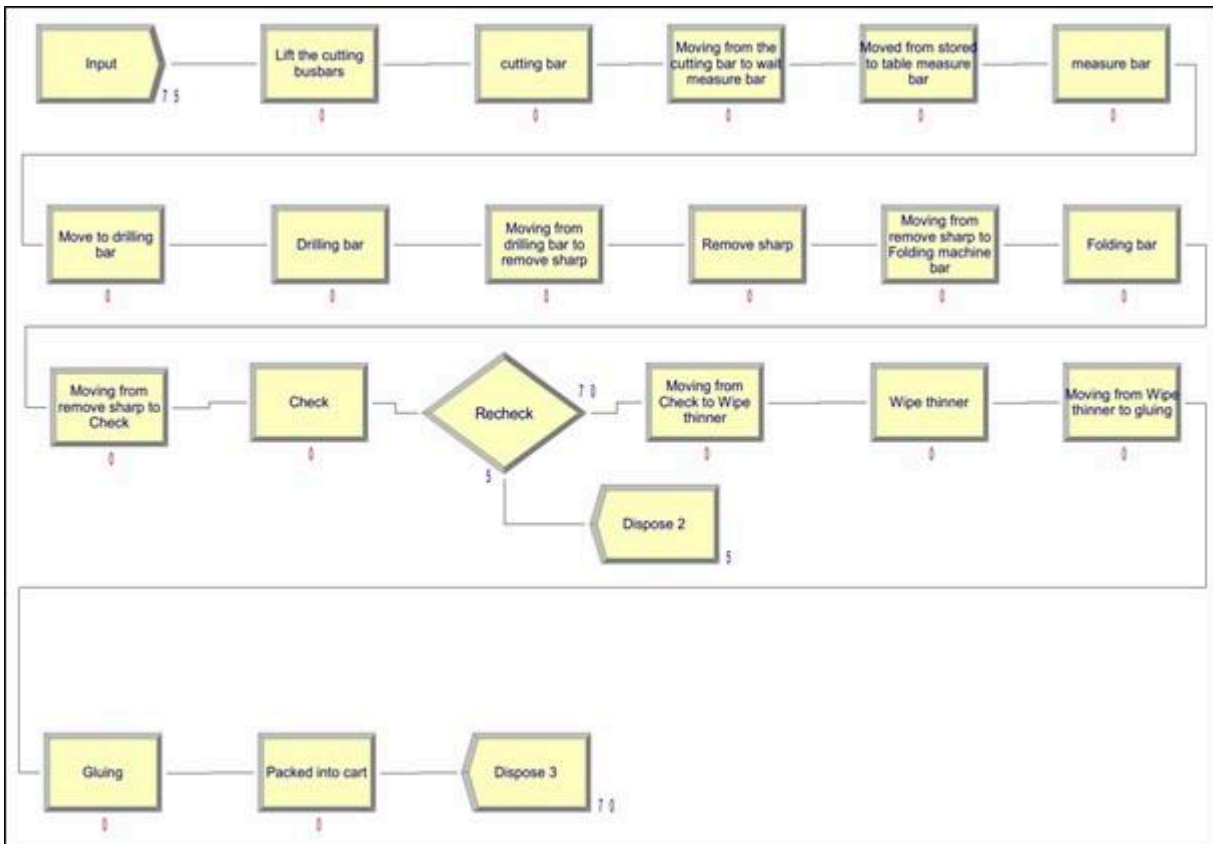 Input
7 5
Lift the cutting
busbars
0
cutting bar
0
Moving from the
cutting bar to wait
measure bar
0
Moved from stored
to table measure
bar
0
measure bar
0
Move to drilling
bar
0
Drilling bar
0
Moving from
drilling bar to
remove sharp
0
Remove sharp
0
Moving from
remove sharp to
Folding machine
bar
0
Folding bar
0
Moving from
remove sharp to
Check
0
Check
0
Recheck
7 0
5
Moving from
Check to Wipe
thinner
0
Wipe thinner
0
Moving from Wipe
thinner to gluing
0
Dispose 2
5
Gluing
0
Packed into cart
0
Dispose 3
7 0